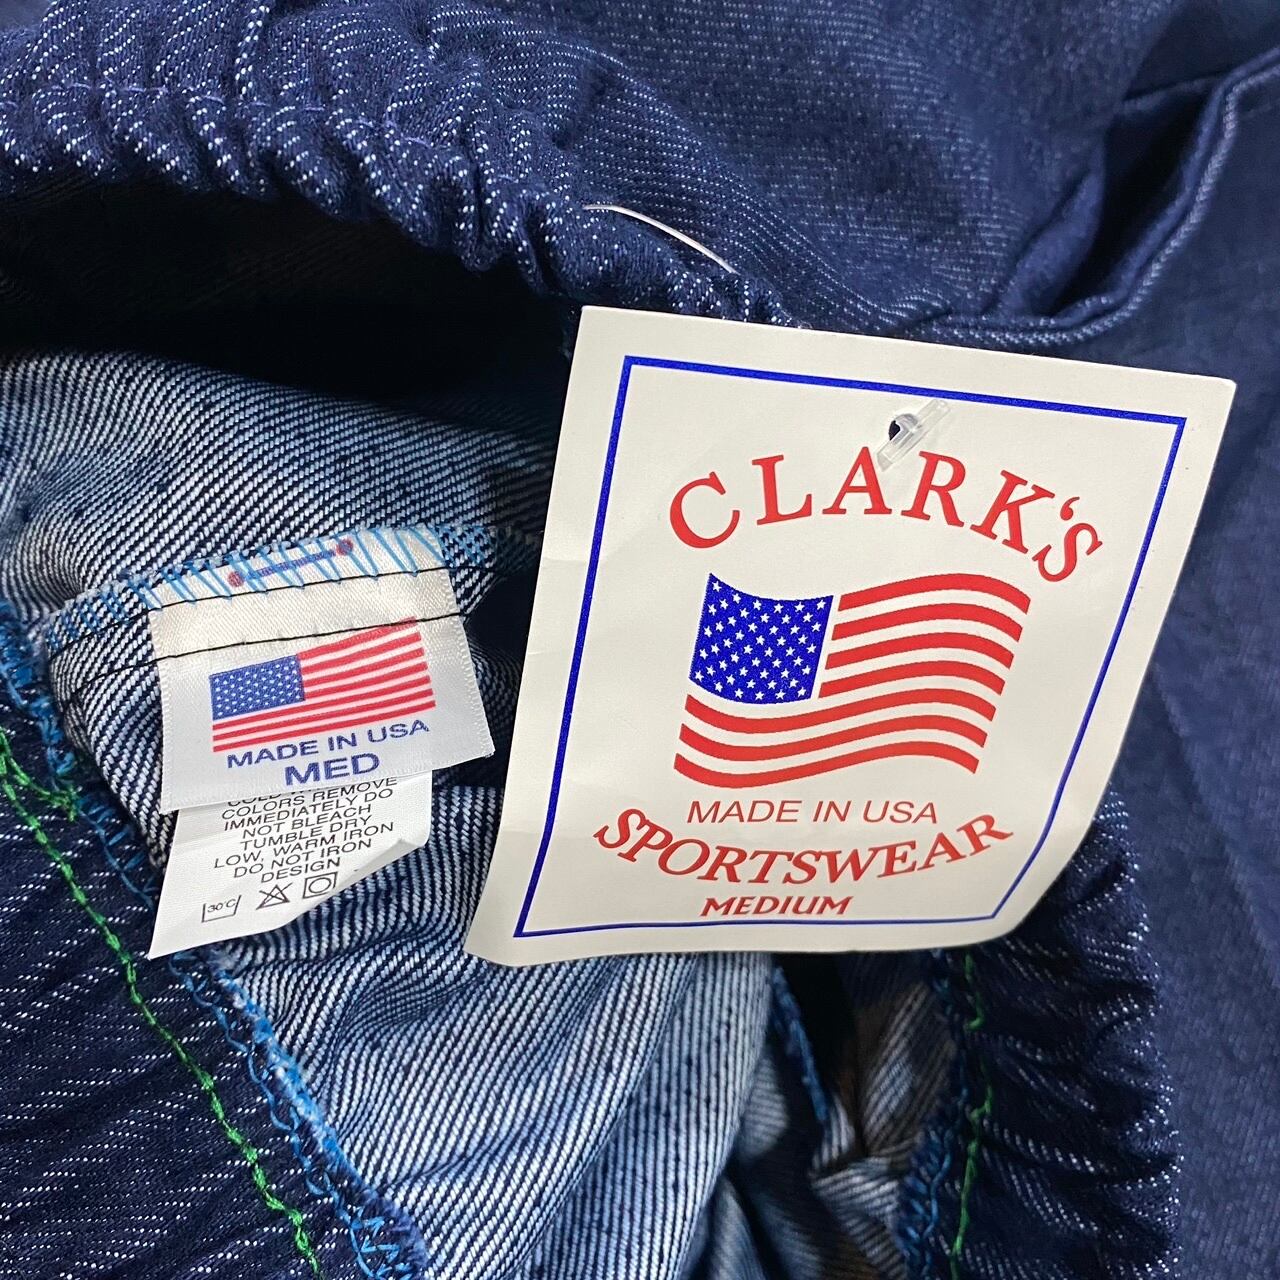 CLARK'S
MADE IN USA
SPORTSWEAR
MEDIUM
MADE IN USA
MED
COLORS REMOVE
IMMEDIATELY DO
NOT BLEACH
TUMBLE DRY
LOW, WARM IRON
DO NOT IRON
DESIGN
30°C